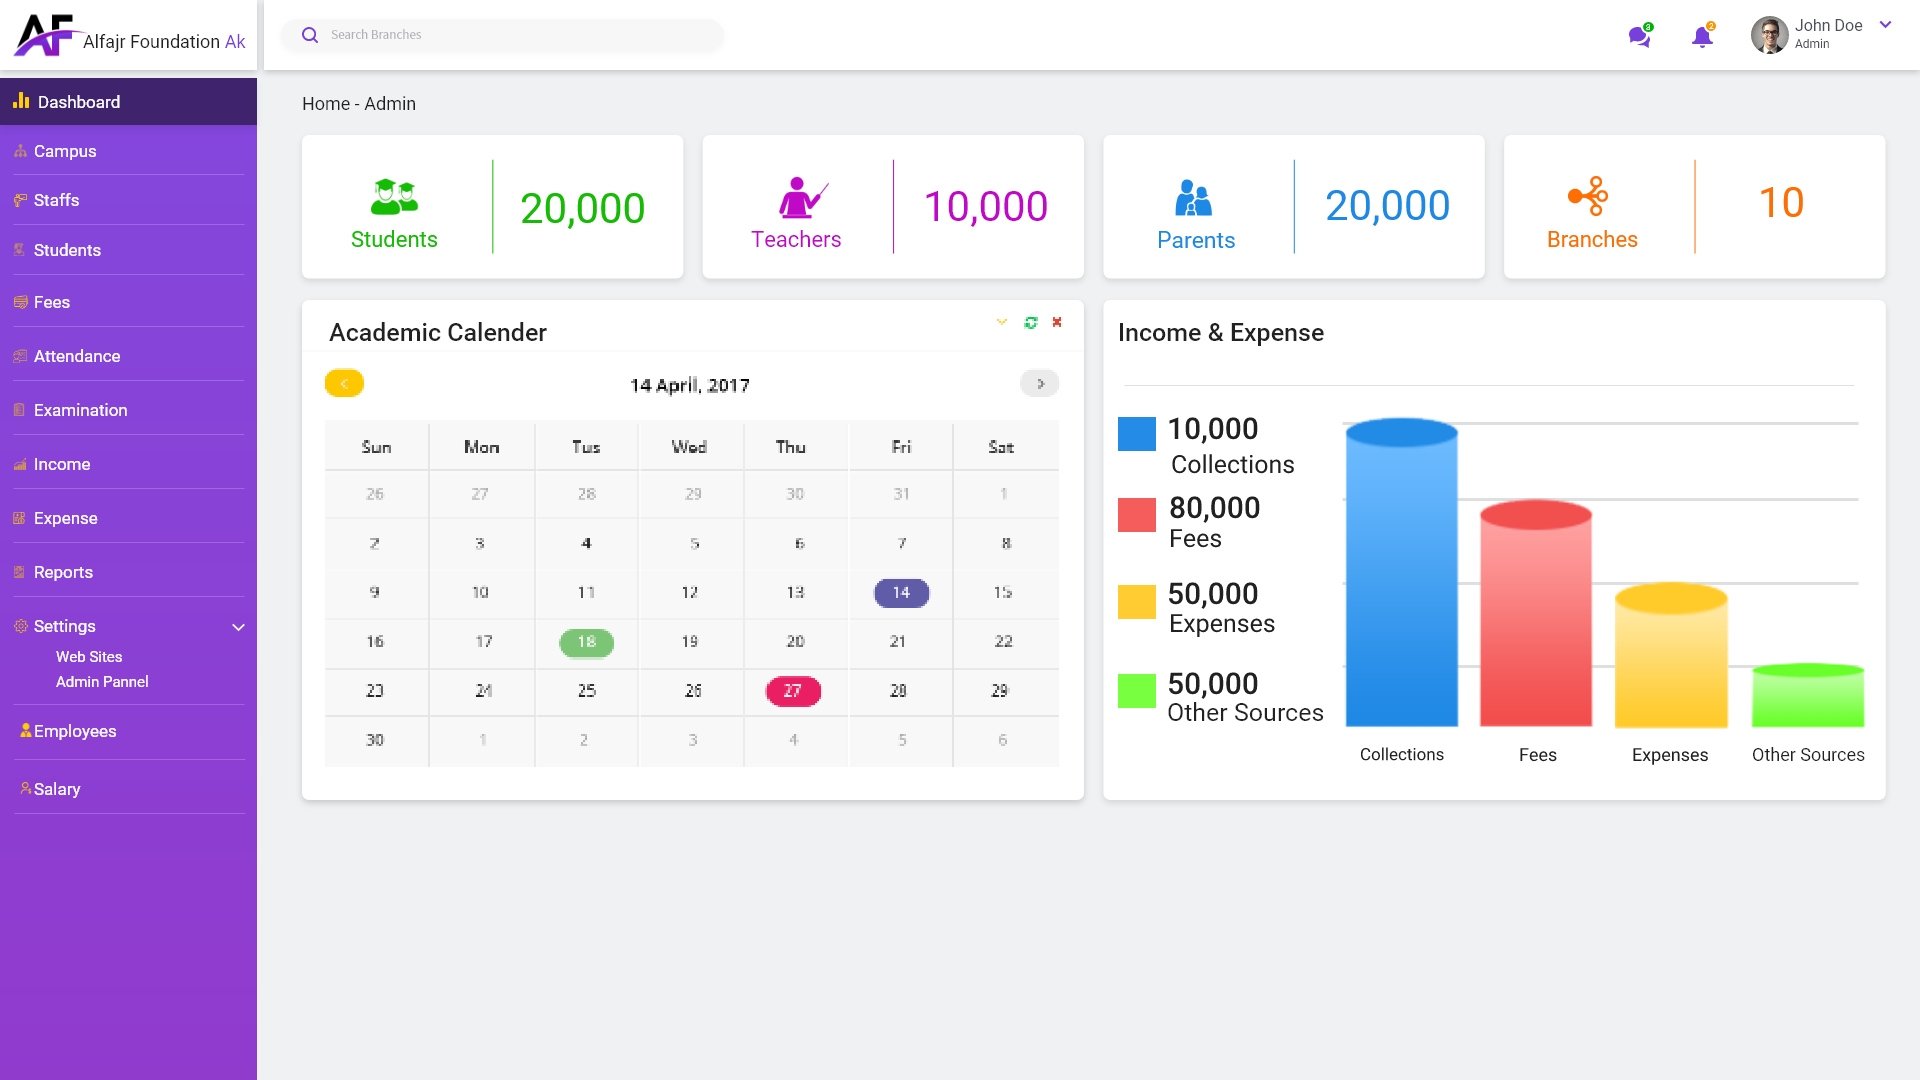 AF Alfajr Foundation Ak
Search Branches
3
2
John Doe
Admin
Dashboard
Campus
Staffs
Students
Fees
Attendance
Examination
Income
Expense
Reports
Settings
Web Sites
Admin Pannel
Employees
Salary
Home - Admin
Students
20,000
Teachers
10,000
Parents
20,000
Branches
10
Academic Calender
14 April, 2017
Sun Mon Tus Wed Thu Fri Sat
26 27 28 29 30 31 1
2 3 4 5 6 7 8
9 10 11 12 13 14 15
16 17 18 19 20 21 22
23 24 25 26 27 28 29
30 1 2 3 4 5 6
Income & Expense
10,000
Collections
80,000
Fees
50,000
Expenses
50,000
Other Sources
Collections Fees Expenses Other Sources